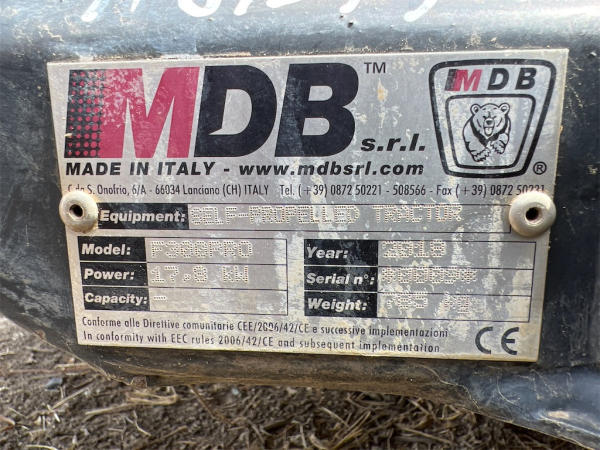 MDB™ s.r.l.
MDB
®
MADE IN ITALY - www.mdbsrl.com
C.da S. Onofrio, 6/A - 66034 Lanciano (CH) ITALY Tel. (+39) 0872 50221 - 508566 - Fax (+39) 0872 50231
Equipment: SELF-PROPELLED TRACTOR
Model: F300PRO Year: 2018
Power: 17.8 kW Serial n°:
Capacity: - Weight:
Conforme alle Direttive comunitarie CEE/2006/42/CE e successive implementazioni
In conformity with EEC rules 2006/42/CE and subsequent implementation
CE